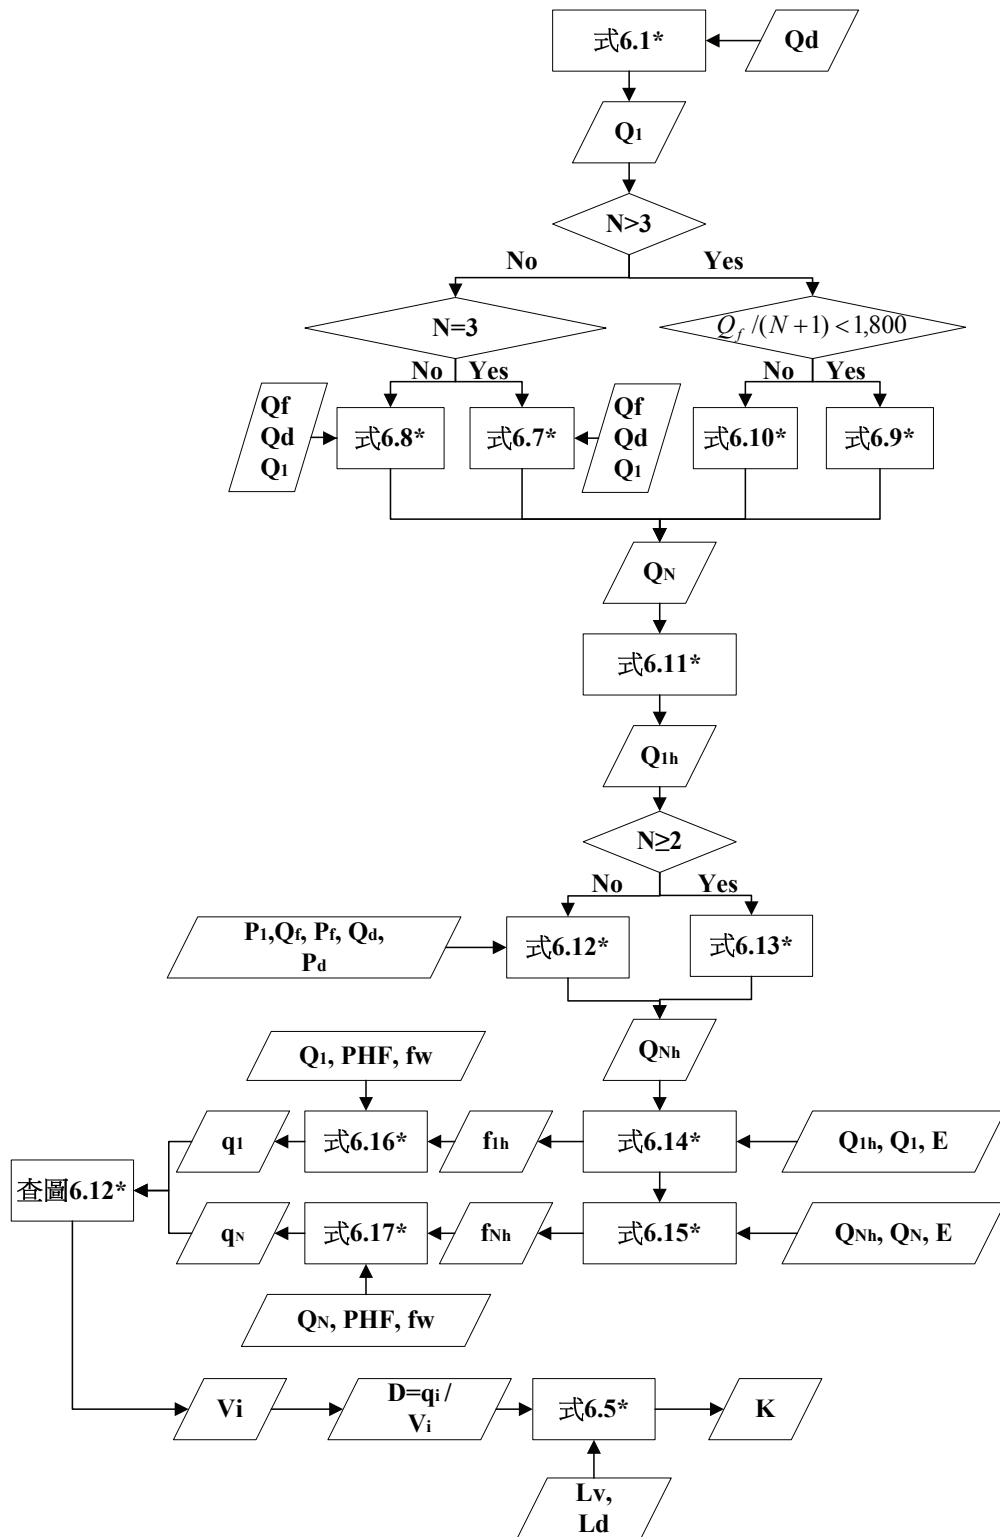 式6.1*
Qd
Q1
N>3
No
Yes
N=3
Q_f /(N+1)<1,800
No
Yes
No
Yes
Qf
Qd
Q1
式6.8*
式6.7*
Qf
Qd
Q1
式6.10*
式6.9*
QN
式6.11*
Q1h
N≥2
No
Yes
P1,Qf, Pf, Qd,
Pd
式6.12*
式6.13*
QNh
Q1, PHF, fw
q1
式6.16*
f1h
式6.14*
Q1h, Q1, E
查圖6.12*
qN
式6.17*
fNh
式6.15*
QNh, QN, E
QN, PHF, fw
Vi
D=qi /
Vi
式6.5*
K
Lv,
Ld